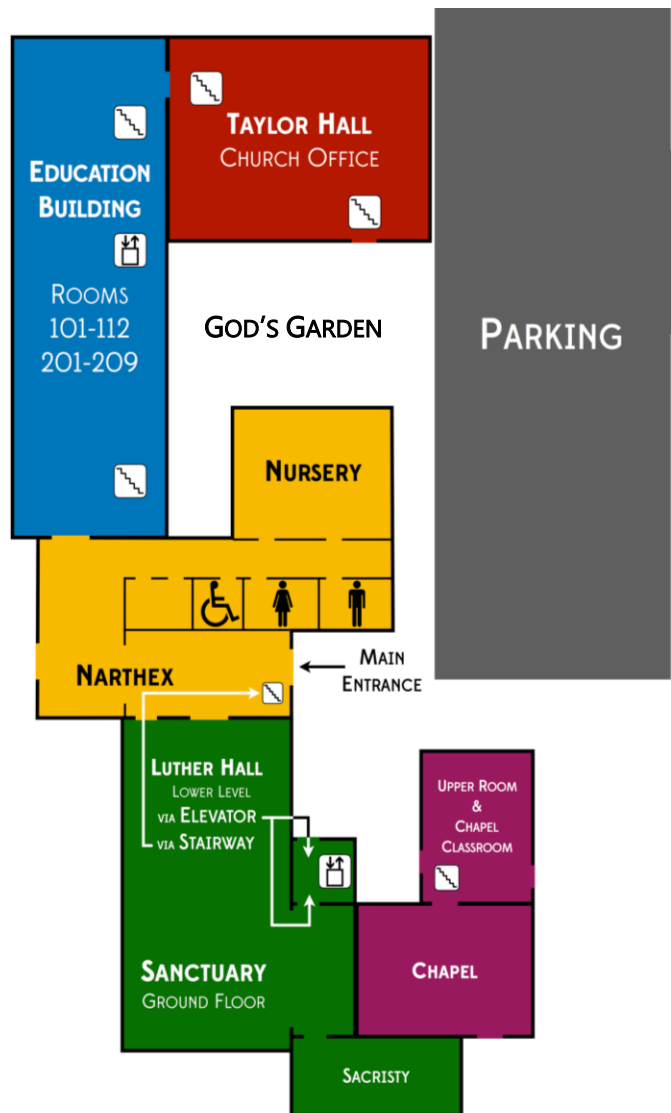 TAYLOR HALL
CHURCH OFFICE
EDUCATION
BUILDING
ROOMS
101-112
201-209
GOD'S GARDEN
PARKING
NURSERY
NARTHEX
MAIN
ENTRANCE
LUTHER HALL
LOWER LEVEL
VIA ELEVATOR
VIA STAIRWAY
UPPER ROOM
&
CHAPEL
CLASSROOM
SANCTUARY
GROUND FLOOR
CHAPEL
SACRISTY